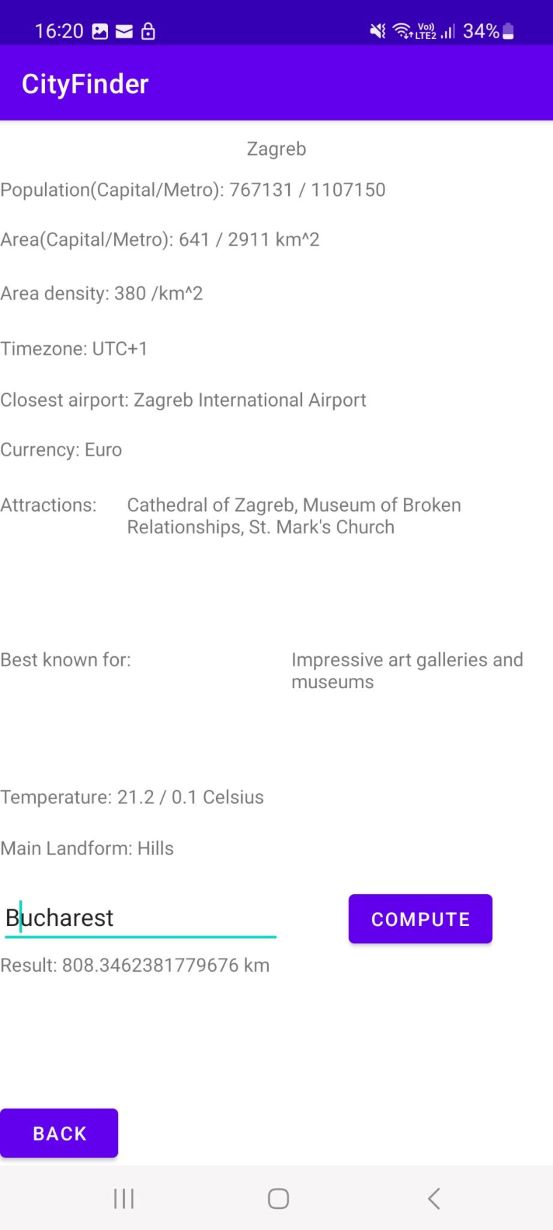 16:20 Vo)) LTE2 34%
CityFinder
Zagreb
Population(Capital/Metro): 767131 / 1107150
Area(Capital/Metro): 641 / 2911 km^2
Area density: 380 /km^2
Timezone: UTC+1
Closest airport: Zagreb International Airport
Currency: Euro
Attractions: Cathedral of Zagreb, Museum of Broken
Relationships, St. Mark's Church
Best known for: Impressive art galleries and
museums
Temperature: 21.2 / 0.1 Celsius
Main Landform: Hills
Bucharest COMPUTE
Result: 808.3462381779676 km
BACK